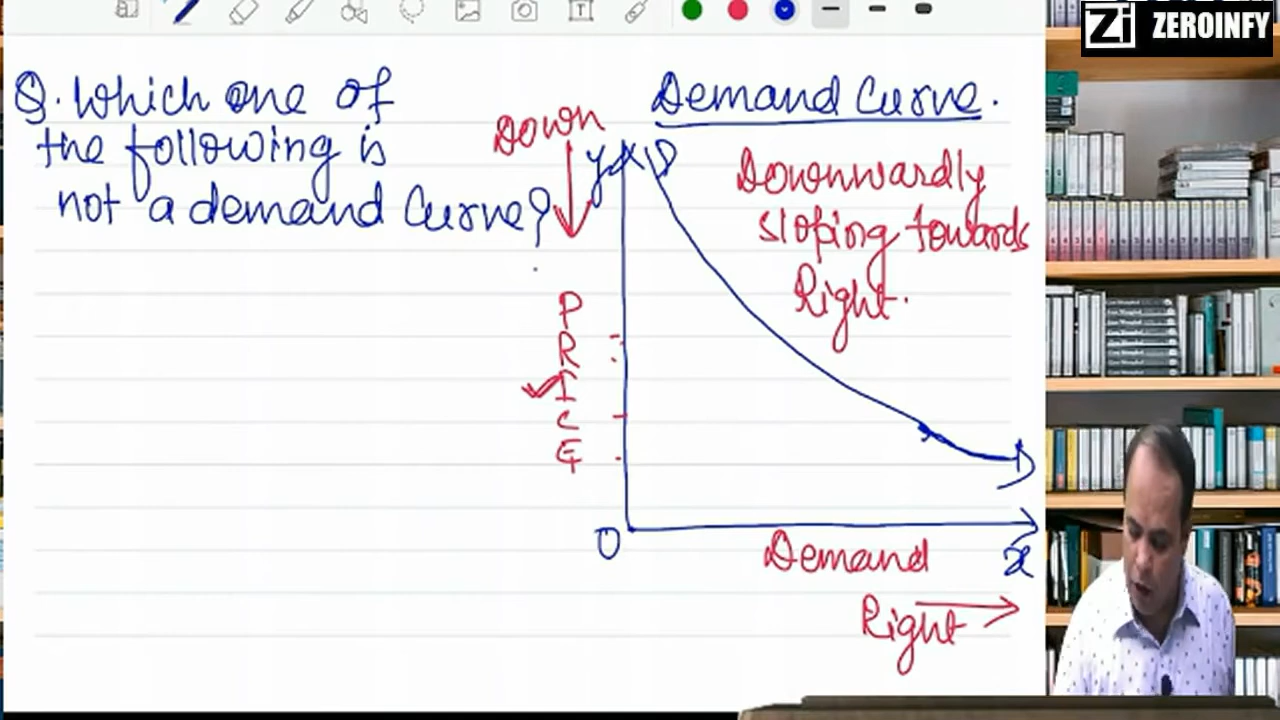 Zi ZEROINFY
Q. Which one of
the following is
not a demand Curve?
Demand Curve.
Down
Y
D
Downwardly
sloping towards
Right.
P
R
I
C
E
D
O
x
Demand
Right